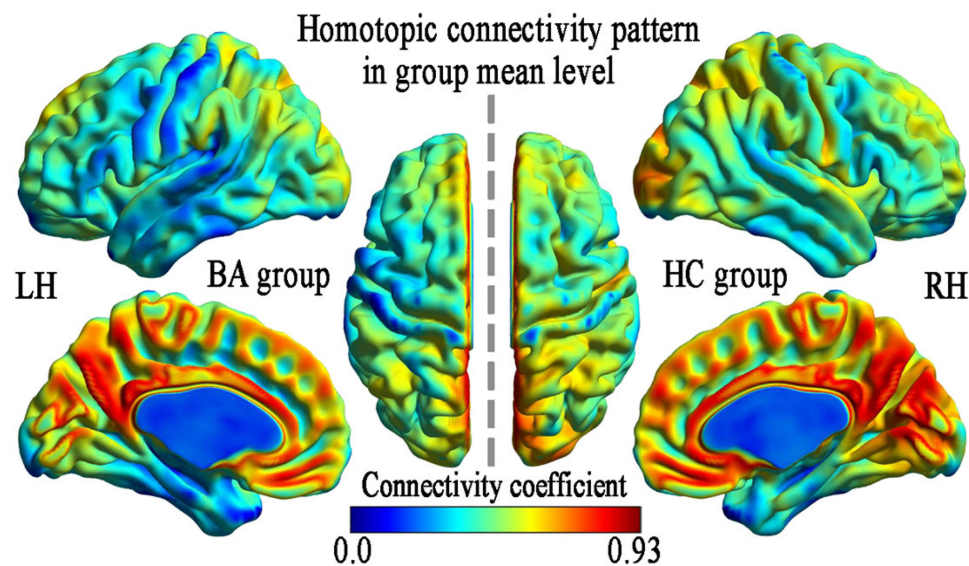 Homotopic connectivity pattern
in group mean level
LH
BA group
HC group
RH
Connectivity coefficient
0.0
0.93